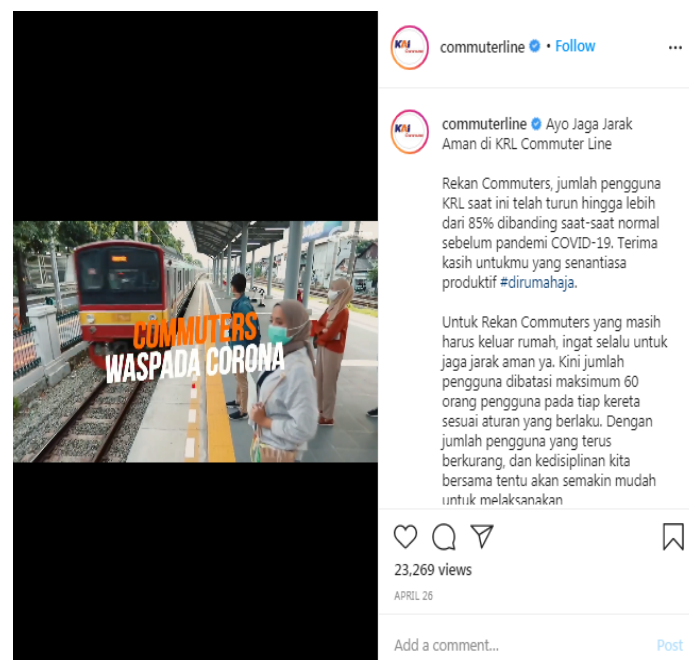 commuterline • Follow
COMMUTERS
WASPADA CORONA
commuterline Ayo Jaga Jarak
Aman di KRL Commuter Line
Rekan Commuters, jumlah pengguna
KRL saat ini telah turun hingga lebih
dari 85% dibanding saat-saat normal
sebelum pandemi COVID-19. Terima
kasih untukmu yang senantiasa
produktif #dirumahaja.
Untuk Rekan Commuters yang masih
harus keluar rumah, ingat selalu untuk
jaga jarak aman ya. Kini jumlah
pengguna dibatasi maksimum 60
orang pengguna pada tiap kereta
sesuai aturan yang berlaku. Dengan
jumlah pengguna yang terus
berkurang, dan kedisiplinan kita
bersama tentu akan semakin mudah
untuk melaksanakan
23,269 views
APRIL 26
Add a comment...
Post